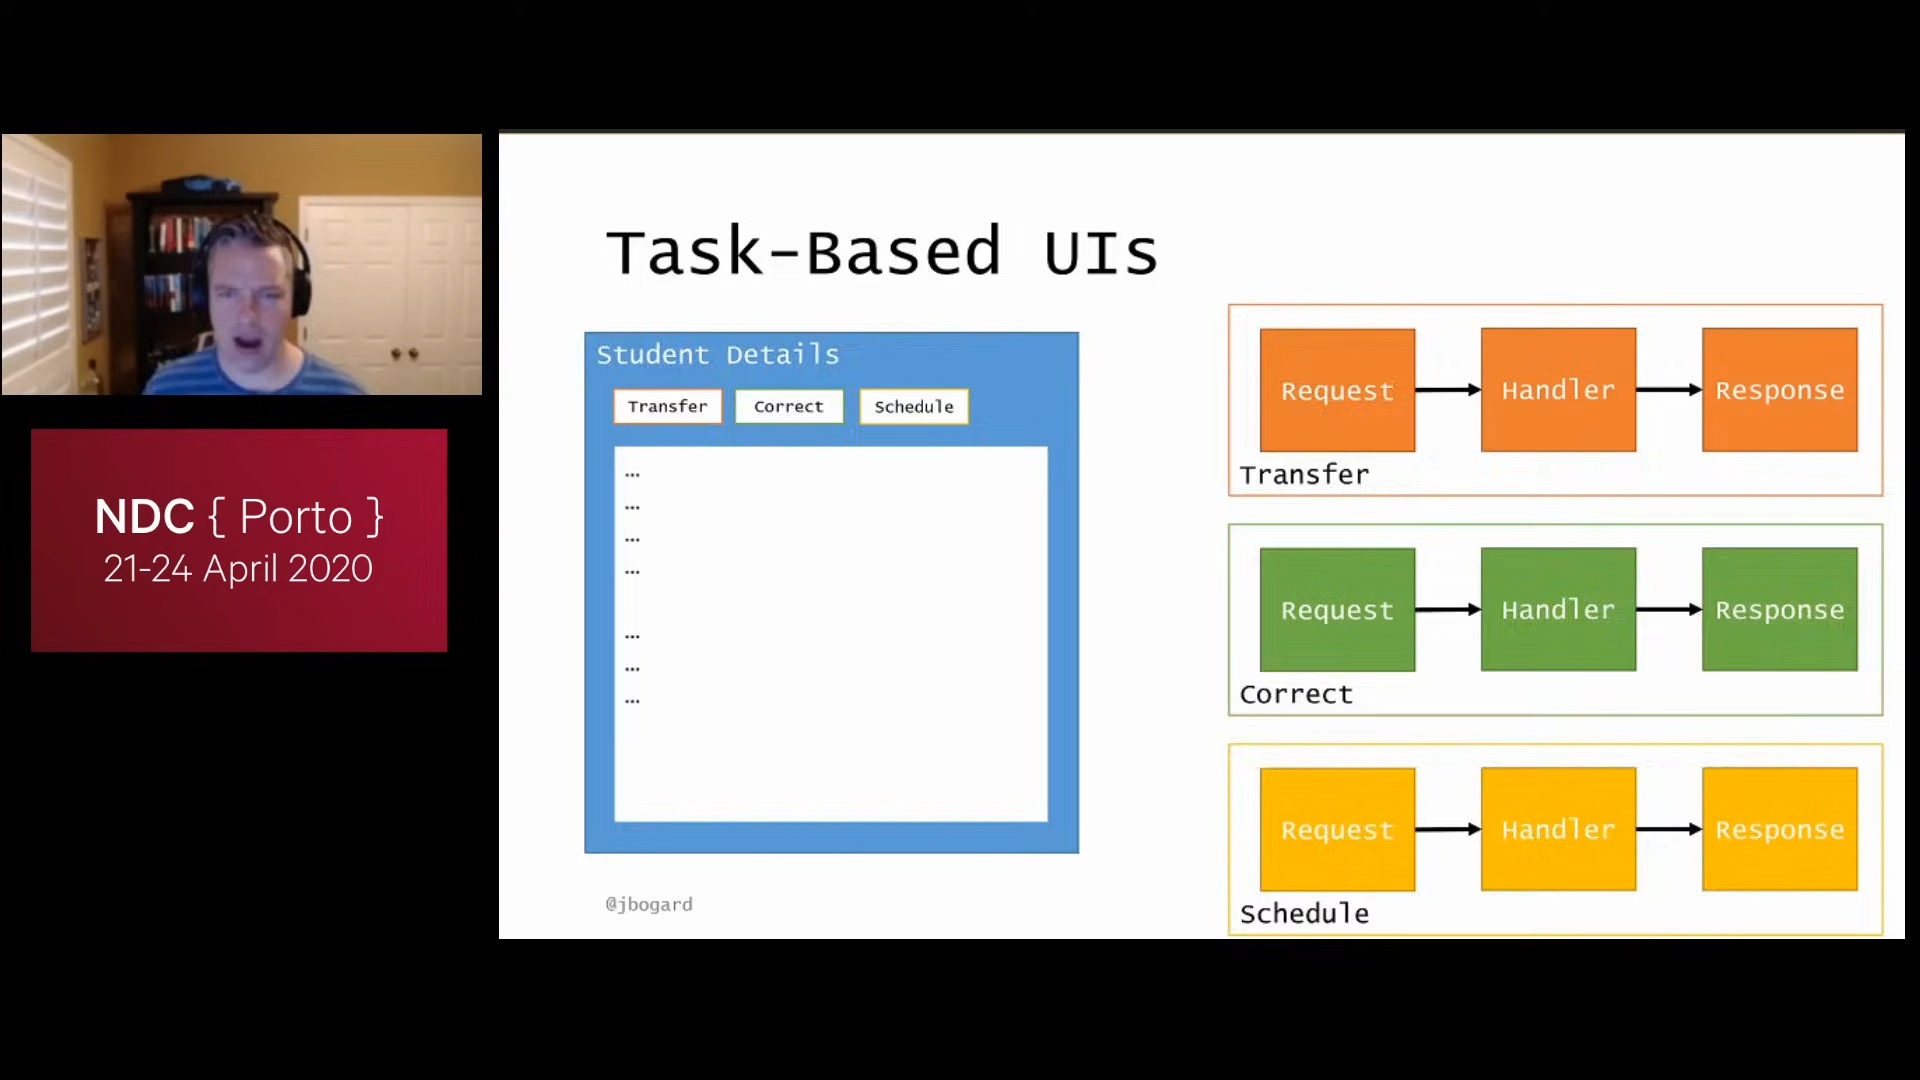 NDC { Porto }
21-24 April 2020
Task-Based UIs
Student Details
Transfer Correct Schedule
...
...
...
...
...
...
...
@jbogard
Request Handler Response
Transfer
Request Handler Response
Correct
Request Handler Response
Schedule